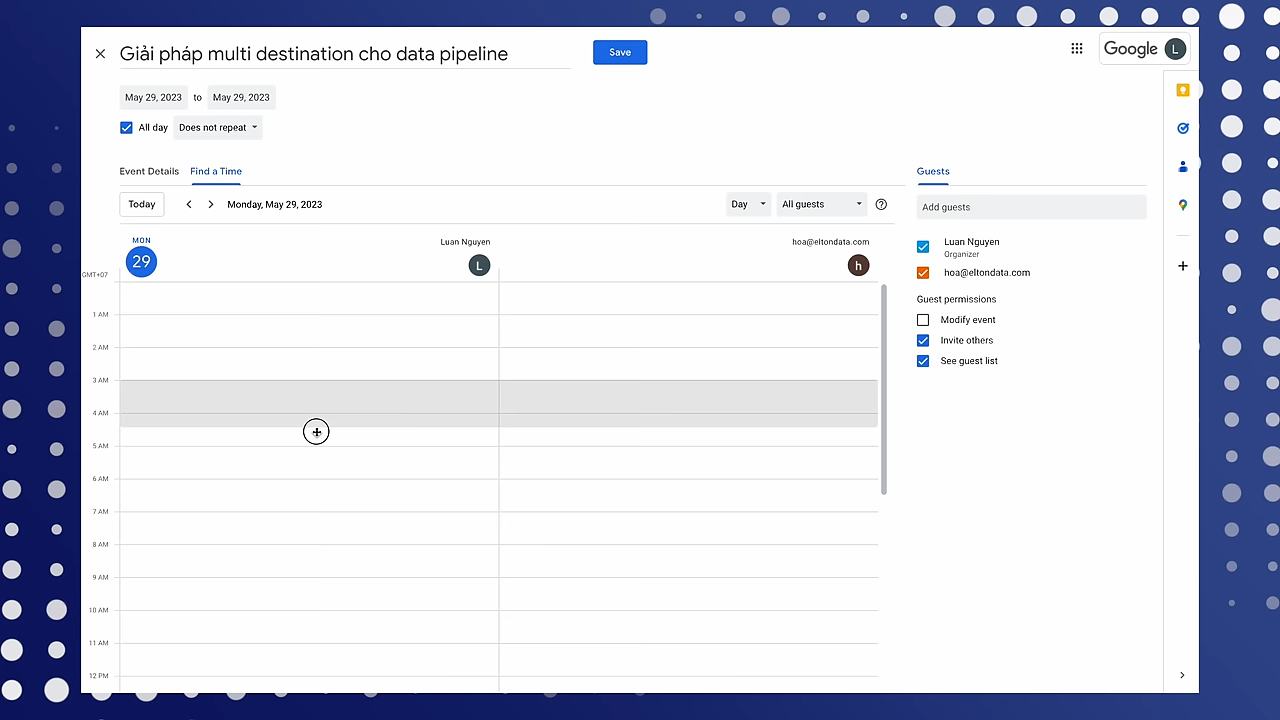 Giải pháp multi destination cho data pipeline
Save
Google
L
May 29, 2023 to May 29, 2023
All day
Does not repeat
Event Details
Find a Time
Guests
Today
Monday, May 29, 2023
Day
All guests
Add guests
MON
29
Luan Nguyen
L
hoa@eltondata.com
h
Luan Nguyen
Organizer
hoa@eltondata.com
Guest permissions
Modify event
Invite others
See guest list
GMT+07
1 AM
2 AM
3 AM
4 AM
5 AM
6 AM
7 AM
8 AM
9 AM
10 AM
11 AM
12 PM